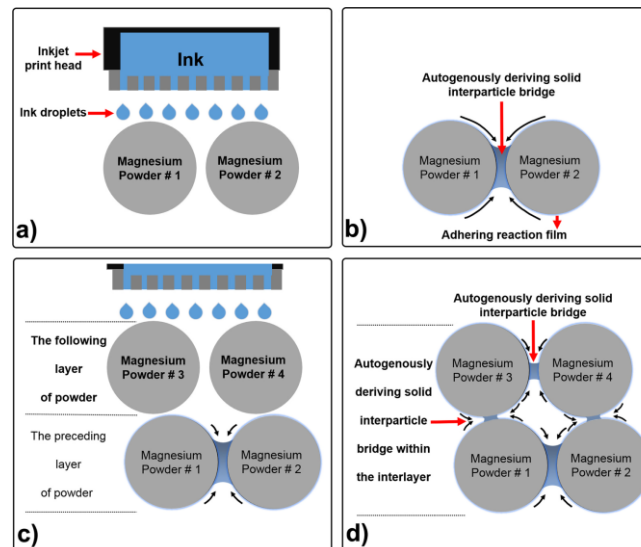 Inkjet
print head
Ink
Ink droplets
Magnesium
Powder # 1
Magnesium
Powder # 2
a)
Autogenously deriving solid
interparticle bridge
Magnesium
Powder # 1
Magnesium
Powder # 2
Adhering reaction film
b)
The following
layer
of powder
Magnesium
Powder # 3
Magnesium
Powder # 4
The preceding
layer
of powder
Magnesium
Powder # 1
Magnesium
Powder # 2
c)
Autogenously deriving solid
interparticle bridge
Autogenously
deriving solid
interparticle
bridge within
the interlayer
Magnesium
Powder # 3
Magnesium
Powder # 4
Magnesium
Powder # 1
Magnesium
Powder # 2
d)